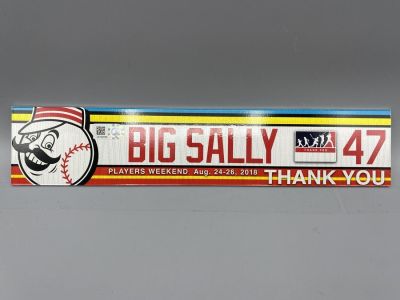 BIG SALLY
47
PLAYERS WEEKEND, Aug. 24-26, 2018
THANK YOU